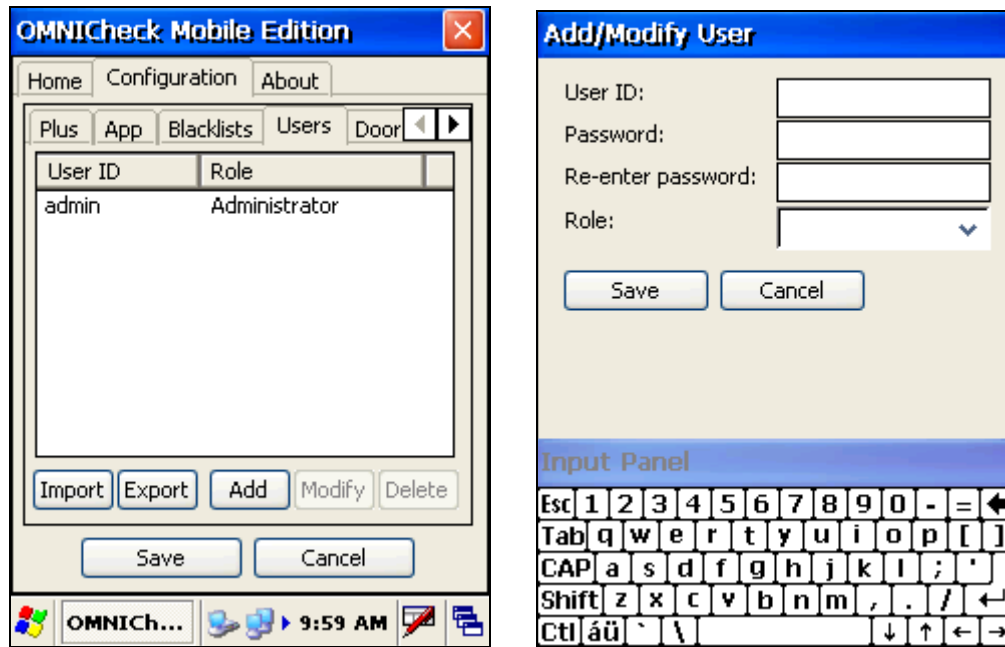 OMNICheck Mobile Edition
Home Configuration About
Plus App Blacklists Users Door
User ID Role
admin Administrator
Import Export Add Modify Delete
Save Cancel
OMNICh... 9:59 AM
Add/Modify User
User ID:
Password:
Re-enter password:
Role:
Save Cancel
Input Panel
Esc 1 2 3 4 5 6 7 8 9 0 - =
Tab q w e r t y u i o p [ ]
CAP a s d f g h j k l ; '
Shift z x c v b n m , . /
Ctl áü ` \ ↓ ↑ ← →